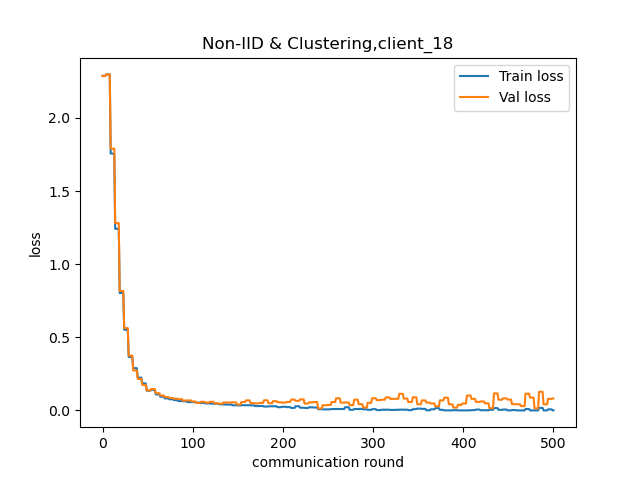 Non-IID & Clustering,client_18
Train loss
Val loss
loss
2.0
1.5
1.0
0.5
0.0
0 100 200 300 400 500
communication round